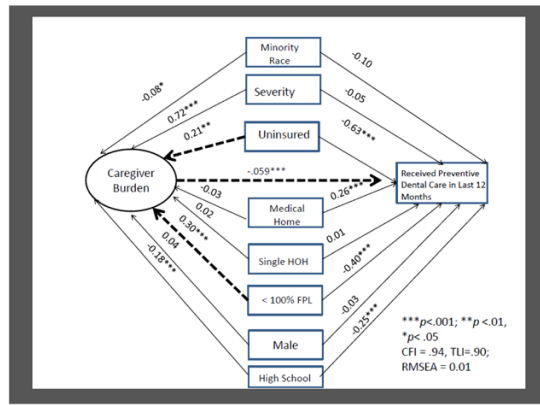 Minority
Race
-0.10
-0.08*
Severity
-0.05
0.72***
0.21**
Uninsured
-0.63***
Caregiver
Burden
-.059***
Received Preventive
Dental Care in Last 12
Months
-0.03
Medical
Home
0.26***
0.02
0.30***
Single HOH
0.01
0.04
-0.18***
< 100% FPL
-0.40***
Male
-0.03
-0.25***
High School
***p<.001; **p <.01,
*p< .05
CFI = .94, TLI=.90;
RMSEA = 0.01